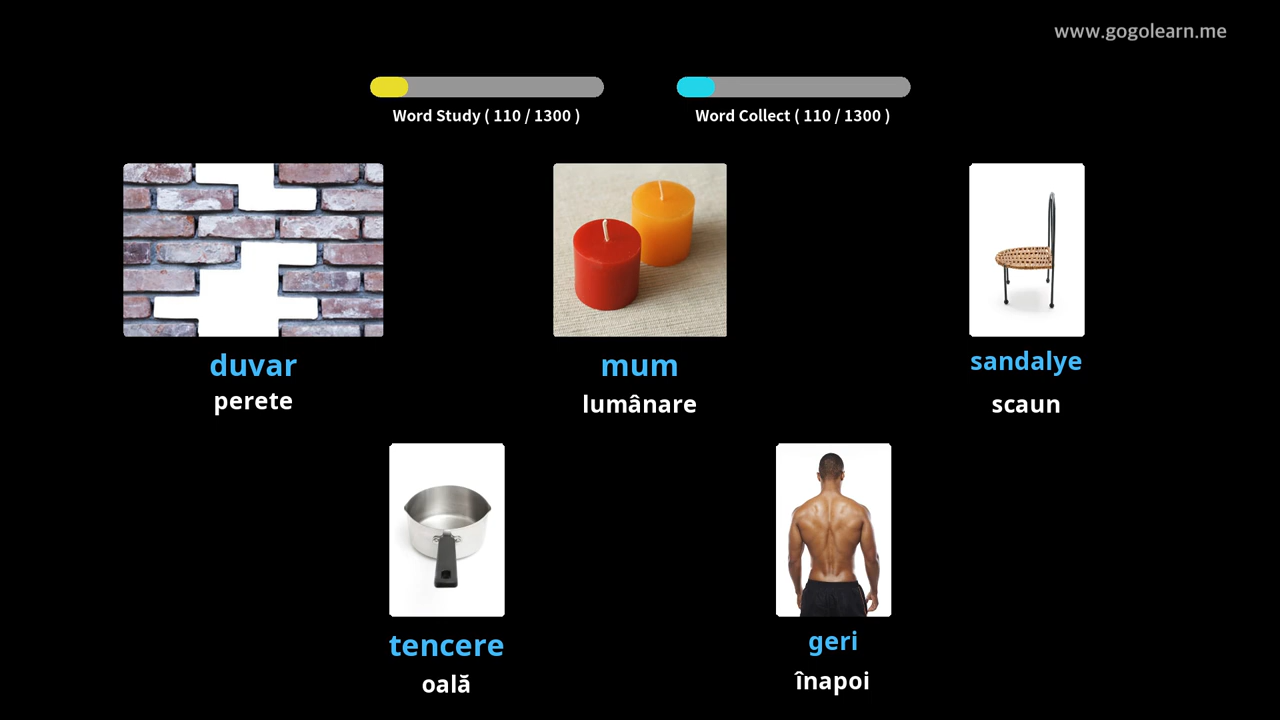 www.gogolearn.me
Word Study ( 110 / 1300 )
Word Collect ( 110 / 1300 )
duvar
perete
mum
lumânare
sandalye
scaun
tencere
oală
geri
înapoi